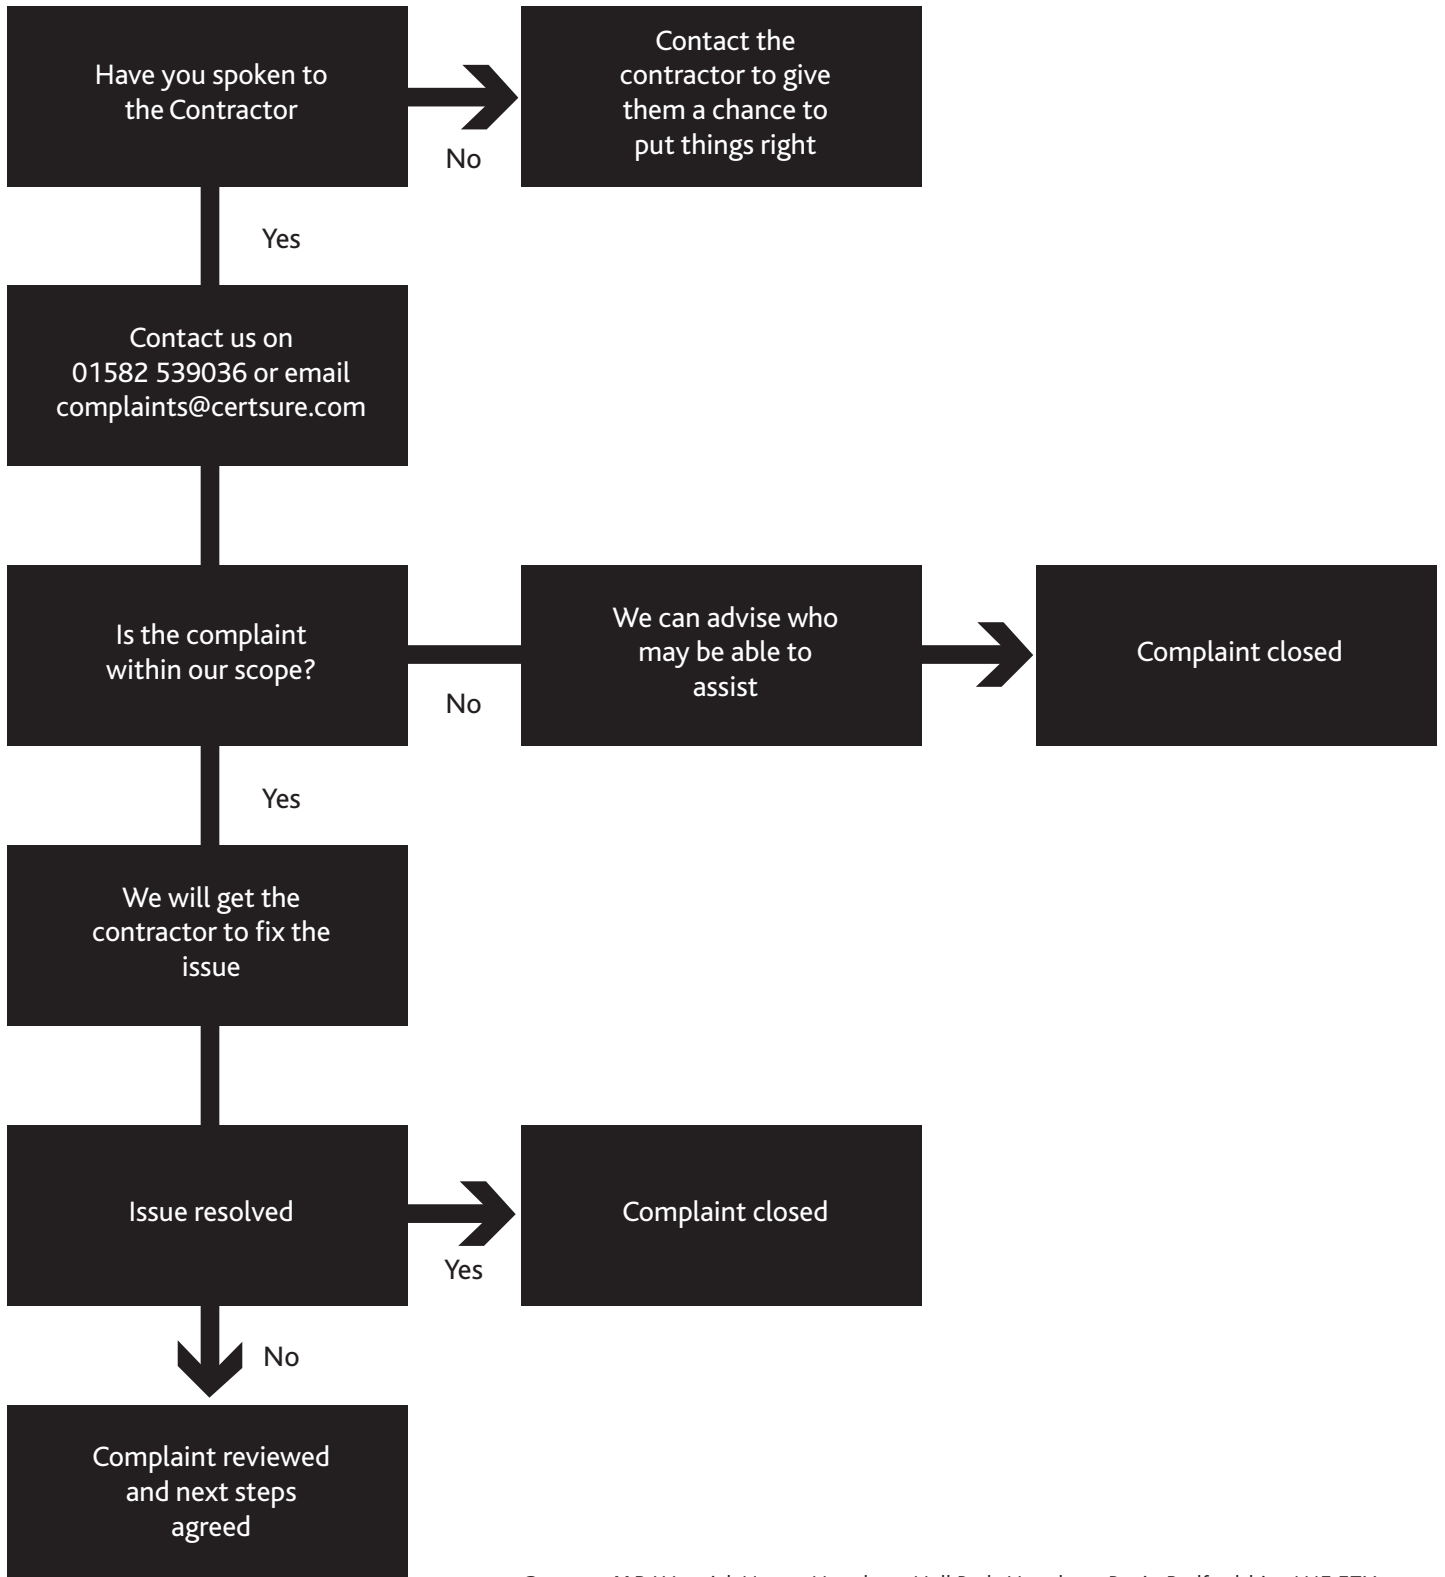 Have you spoken to
the Contractor
No
Contact the
contractor to give
them a chance to
put things right
Yes
Contact us on
01582 539036 or email
complaints@certsure.com
Is the complaint
within our scope?
No
We can advise who
may be able to
assist
Complaint closed
Yes
We will get the
contractor to fix the
issue
Issue resolved
Yes
Complaint closed
No
Complaint reviewed
and next steps
agreed